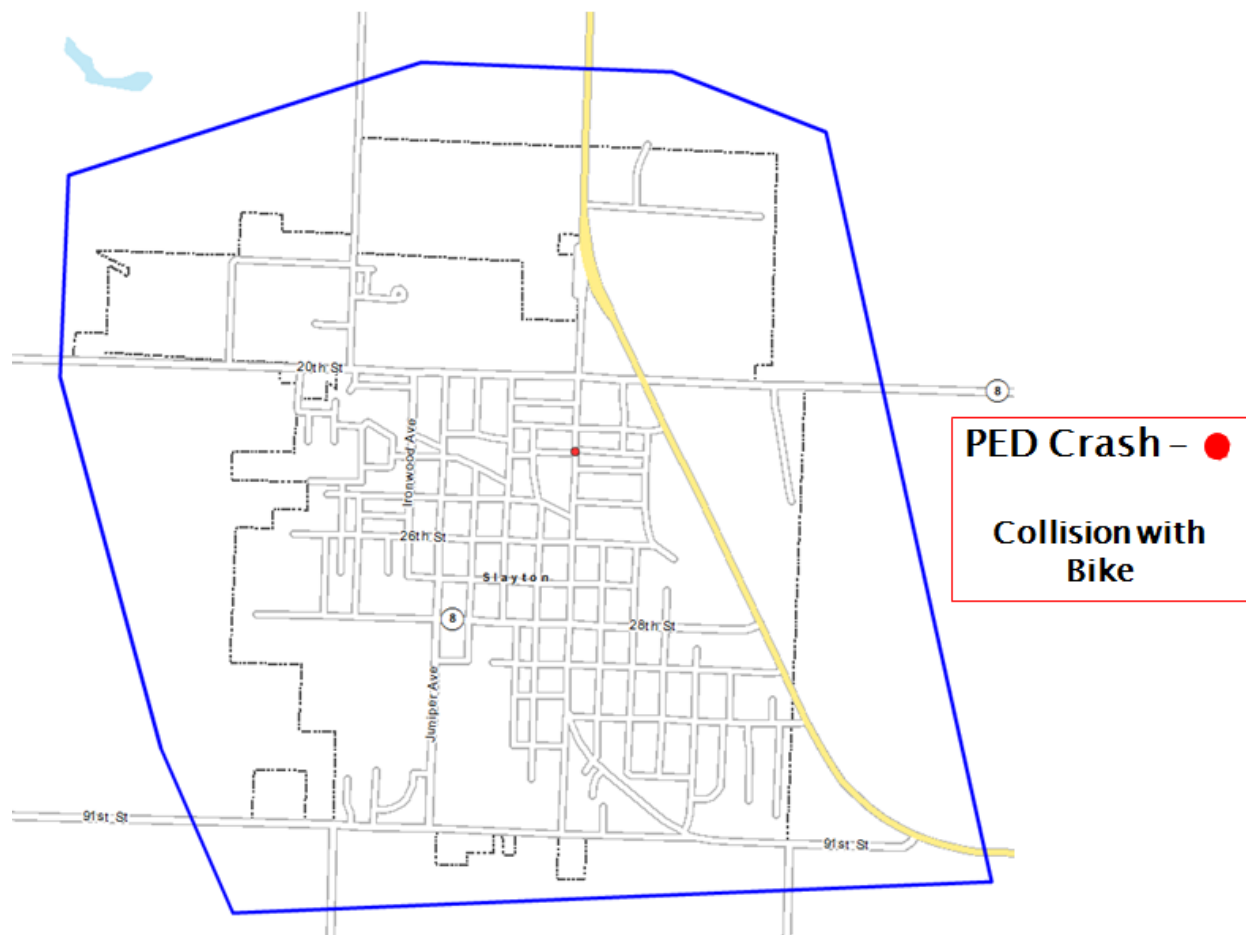 20th St
8
PED Crash –
Ironwood Ave
Collision with
Bike
26th St
Slayton
8
28th St
Juniper Ave
91st St
91st St